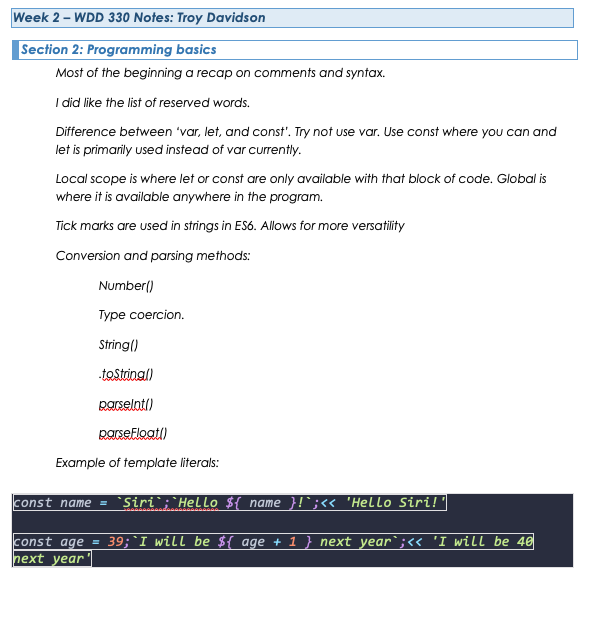 Week 2 – WDD 330 Notes: Troy Davidson
Section 2: Programming basics
Most of the beginning a recap on comments and syntax.
I did like the list of reserved words.
Difference between ‘var, let, and const’. Try not use var. Use const where you can and
let is primarily used instead of var currently.
Local scope is where let or const are only available with that block of code. Global is
where it is available anywhere in the program.
Tick marks are used in strings in ES6. Allows for more versatility
Conversion and parsing methods:
Number()
Type coercion.
String()
.toString()
parseInt()
parseFloat()
Example of template literals:
const name = `Siri`;`Hello ${ name }!`;<< 'Hello Siri!'
const age = 39;`I will be ${ age + 1 } next year`;<< 'I will be 40
next year'